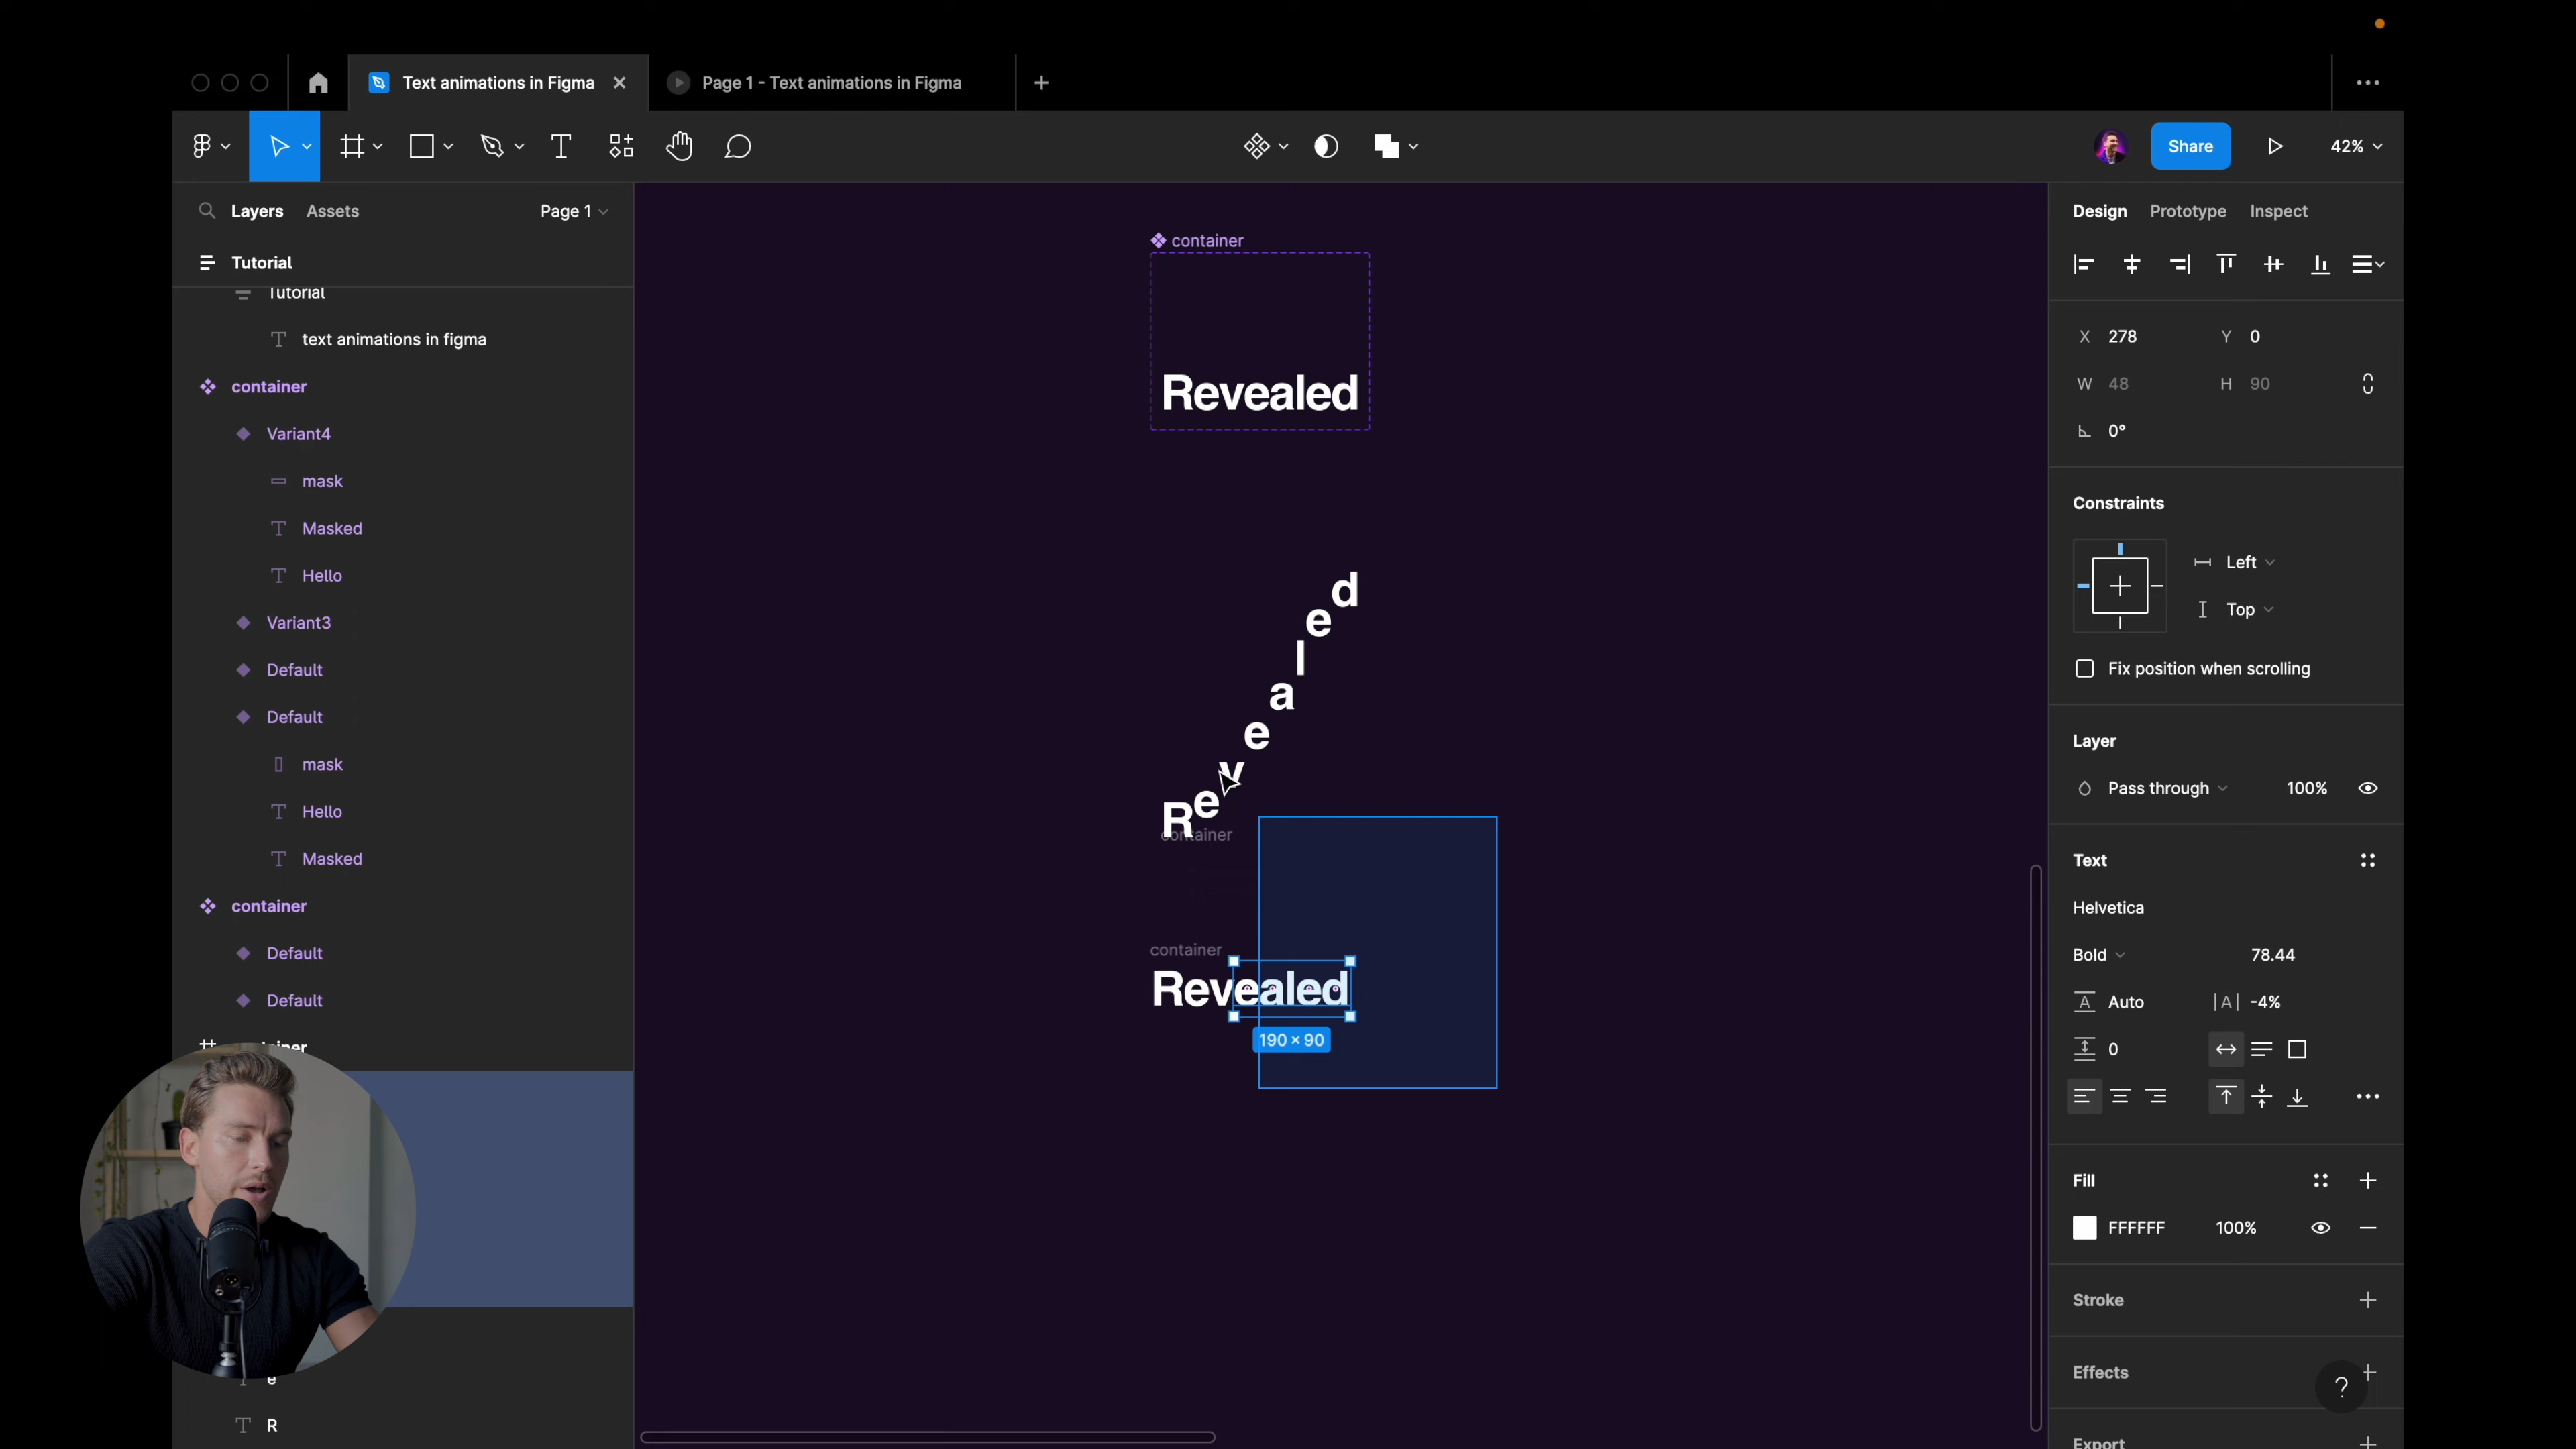 Text animations in Figma
Page 1 - Text animations in Figma
Share
42%
Layers
Assets
Page 1
Tutorial
Tutorial
text animations in figma
container
Variant4
mask
Masked
Hello
Variant3
Default
Default
mask
Hello
Masked
container
Default
Default
e
R
container
Revealed
d
e
l
a
e
v
e
R
container
container
Revealed
190 × 90
Design
Prototype
Inspect
X 278
Y 0
W 48
H 90
0°
Constraints
Left
Top
Fix position when scrolling
Layer
Pass through
100%
Text
Helvetica
Bold
78.44
A Auto
|A| -4%
0
Fill
FFFFFF
100%
Stroke
Effects
?
Export